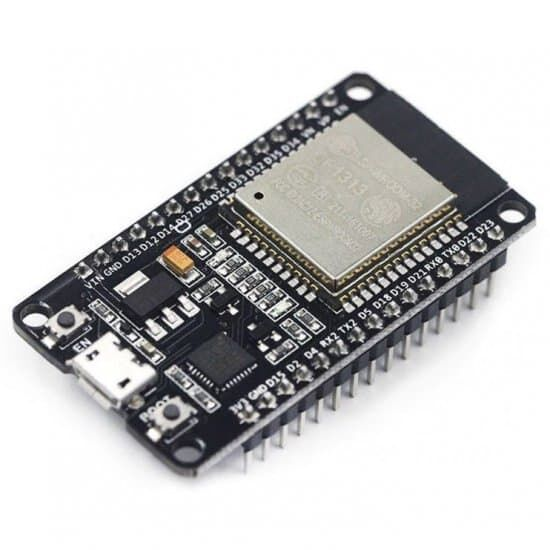 VIN GND D13 D12 D14 D27 D26 D25 D33 D32 D35 D34 VN VP EN
EN
BOOT
3V3 GND D15 D2 D4 RX2 TX2 D5 D18 D19 D21 RX0 TX0 D22 D23